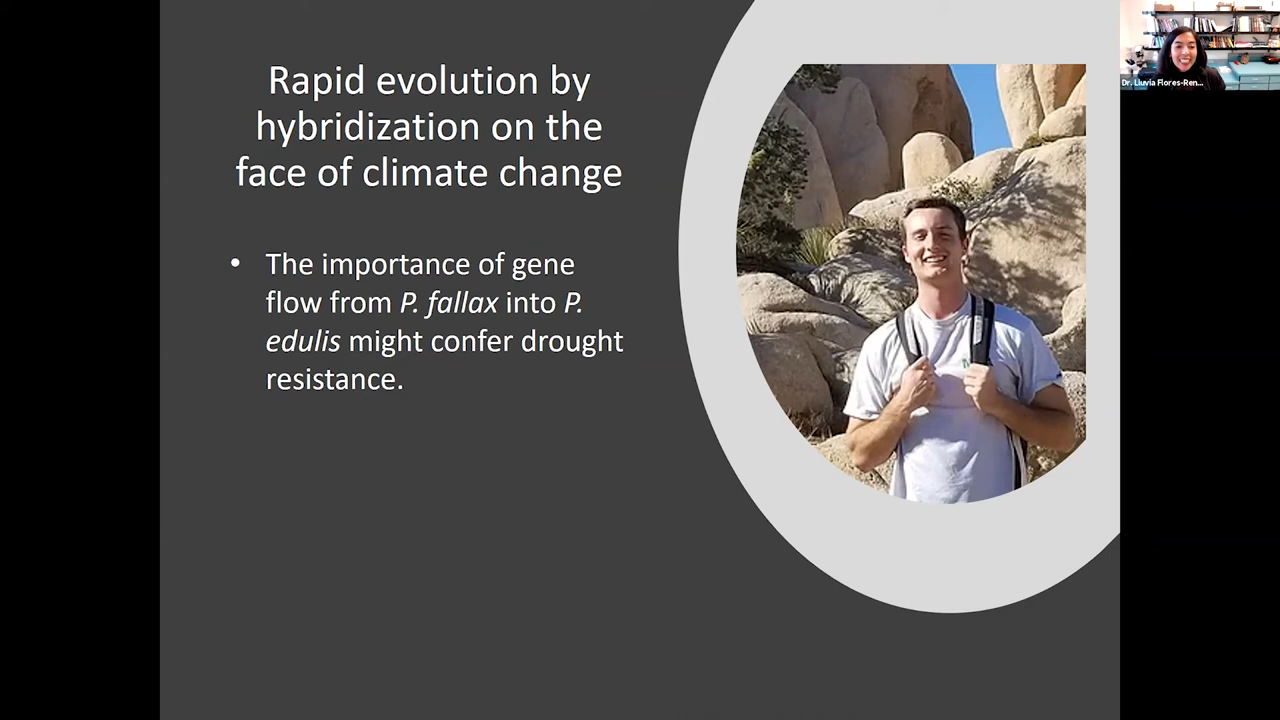 Rapid evolution by
hybridization on the
face of climate change
• The importance of gene
flow from P. fallax into P.
edulis might confer drought
resistance.
Dr. Lluvia Flores-Ren...